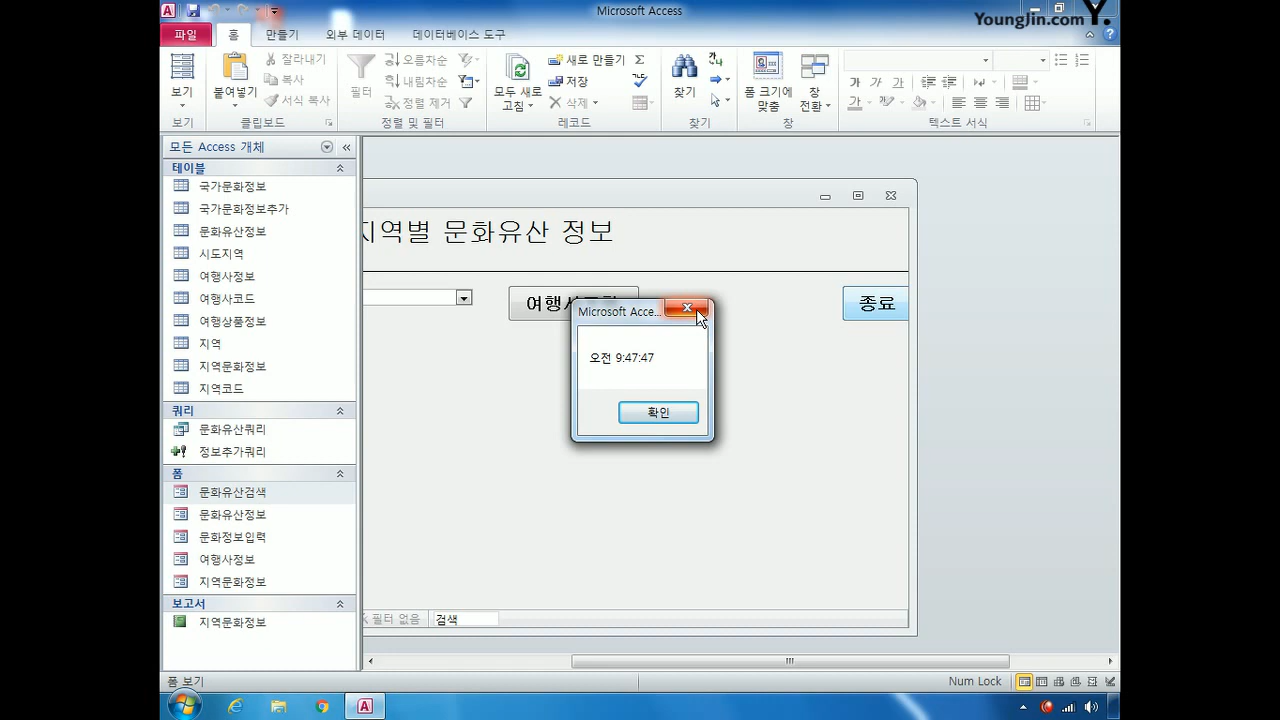 Microsoft Access
YoungJin.com Y.
파일 홈 만들기 외부 데이터 데이터베이스 도구
보기
붙여넣기
잘라내기
복사
서식 복사
필터
오름차순
내림차순
정렬 제거
모두 새로 고침
새로 만들기
저장
삭제
찾기
폼 크기에 맞춤
창 전환
가 가 가
가
보기 클립보드 정렬 및 필터 레코드 찾기 창 텍스트 서식
모든 Access 개체
테이블
국가문화정보
국가문화정보추가
문화유산정보
시도지역
여행사정보
여행사코드
여행상품정보
지역
지역문화정보
지역코드
쿼리
문화유산쿼리
정보추가쿼리
폼
문화유산검색
문화유산정보
문화정보입력
여행사정보
지역문화정보
보고서
지역문화정보
지역별 문화유산 정보
종료
Microsoft Acce...
오전 9:47:47
확인
필터 없음 검색
폼 보기
Num Lock